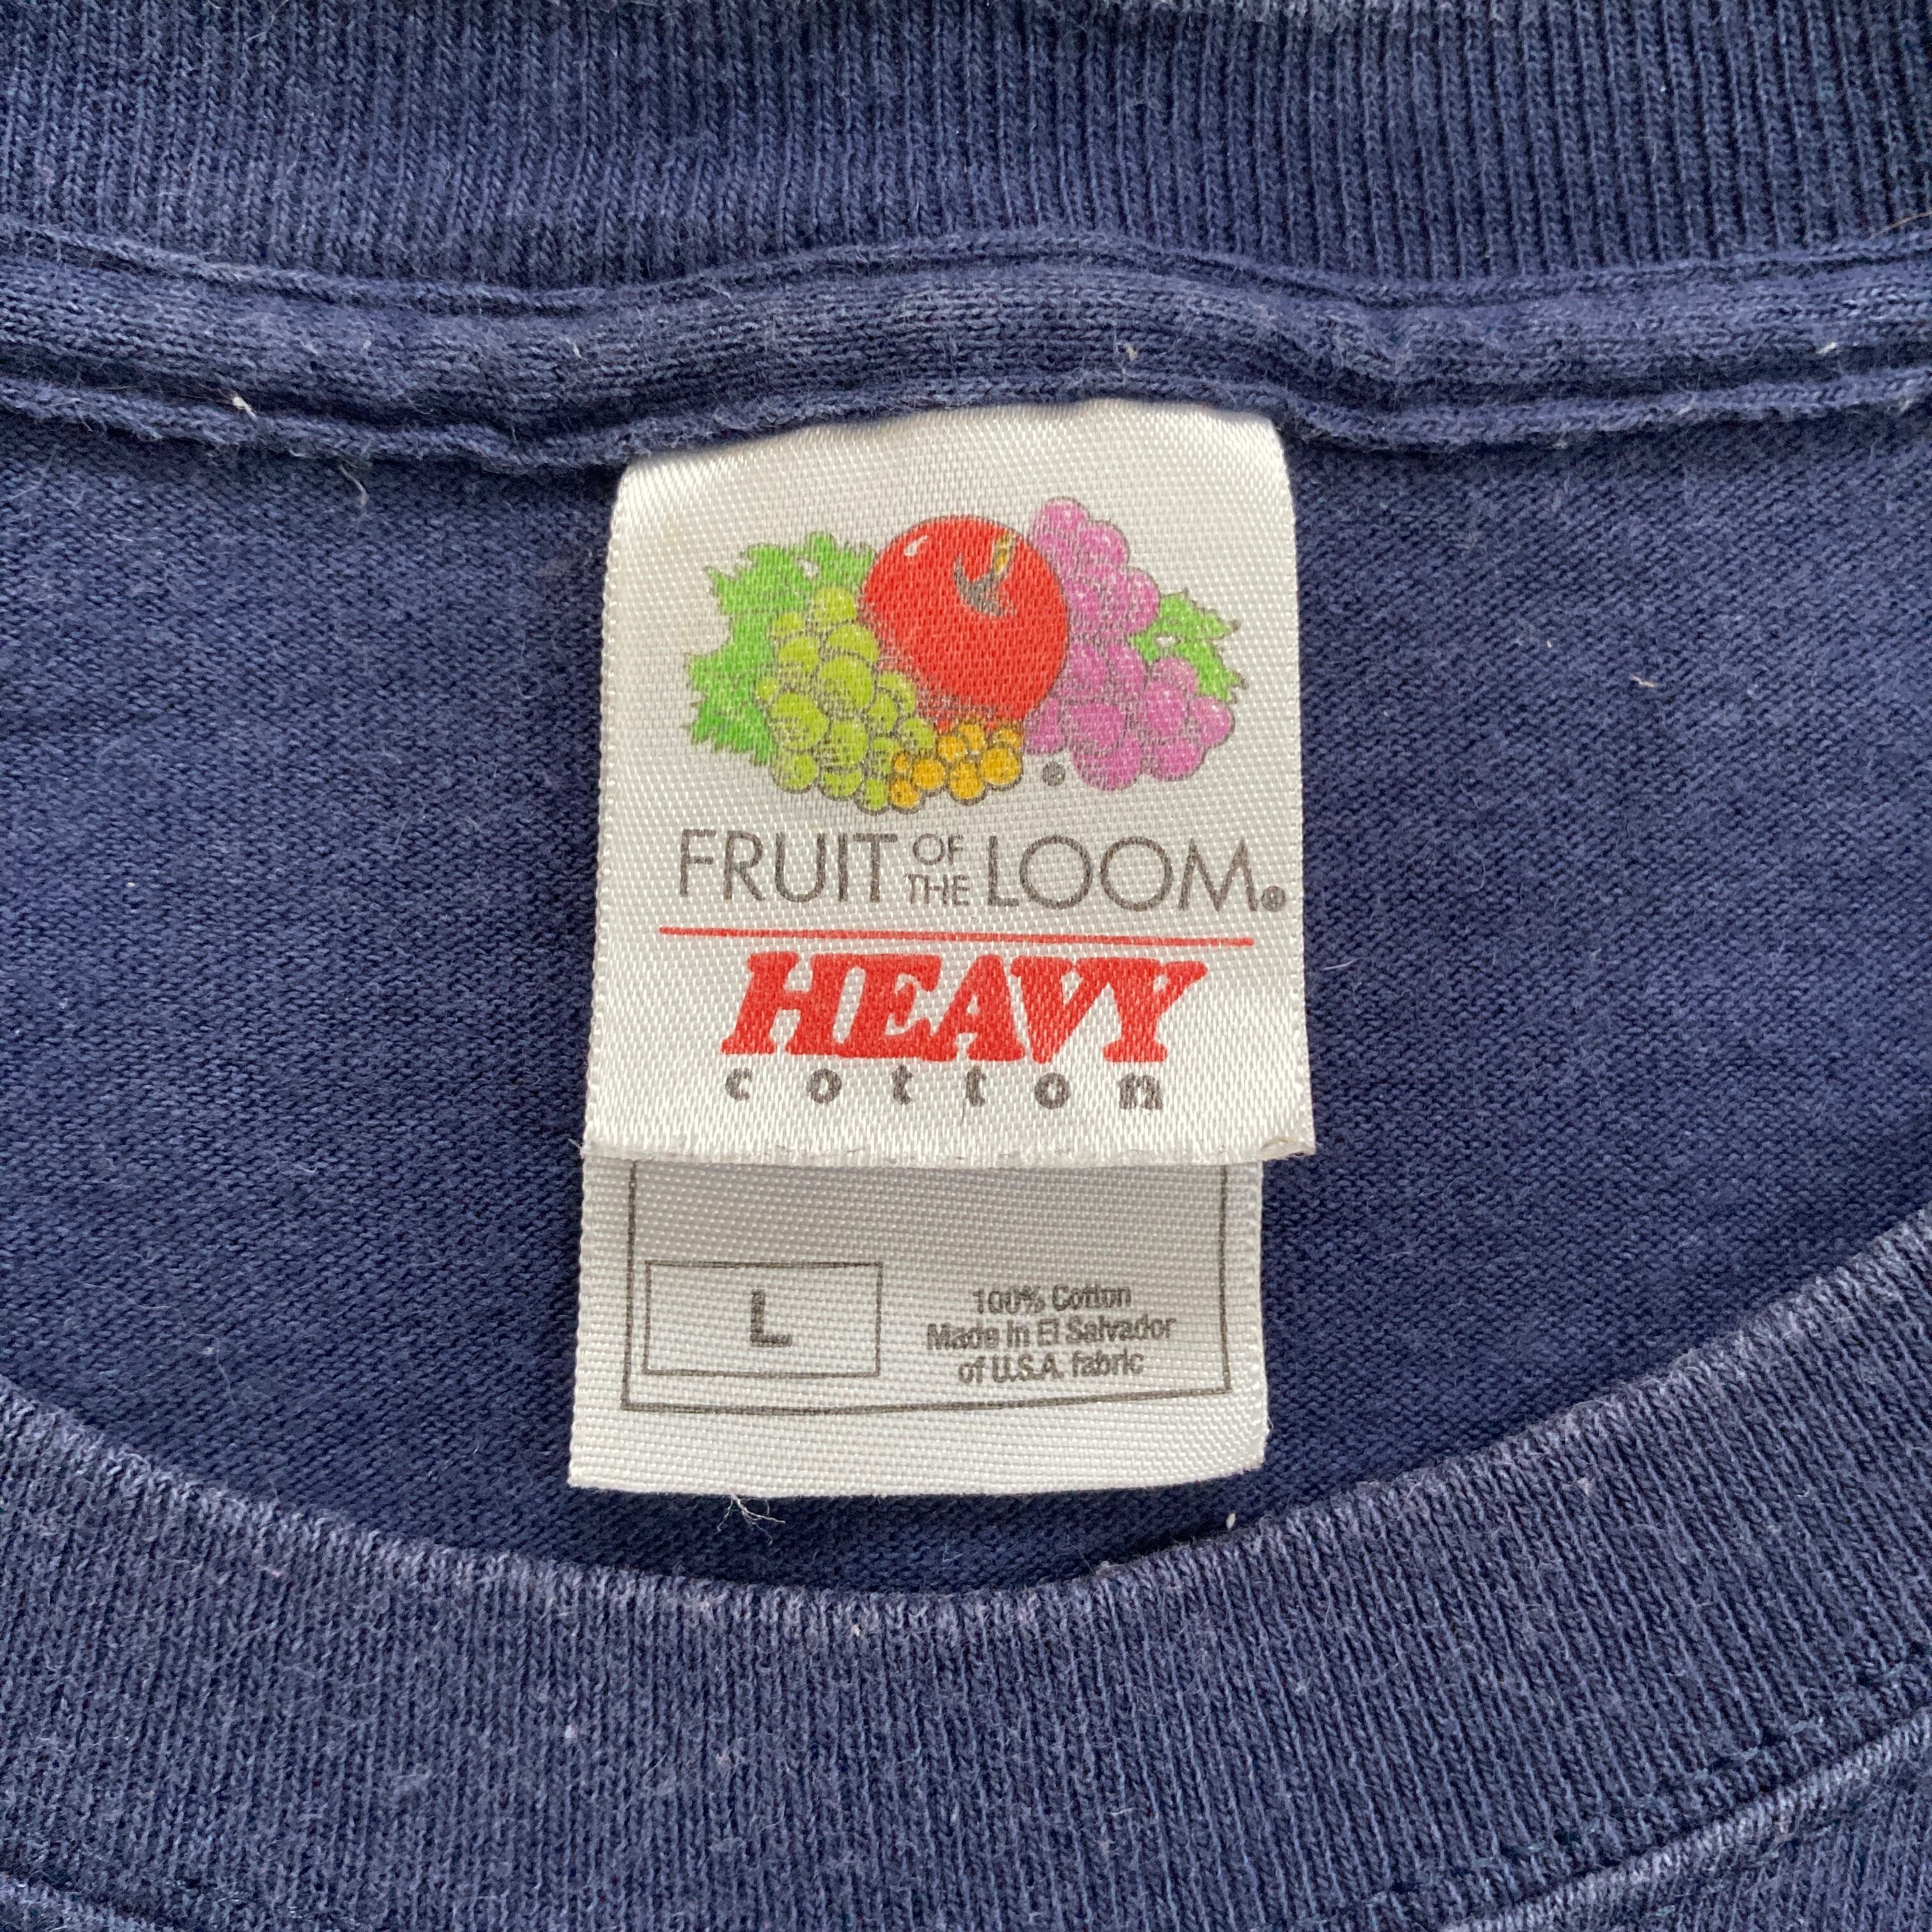 ®
FRUIT OF THE LOOM®
HEAVY
cotton
L
100% Cotton
Made in El Salvador
of U.S.A. fabric